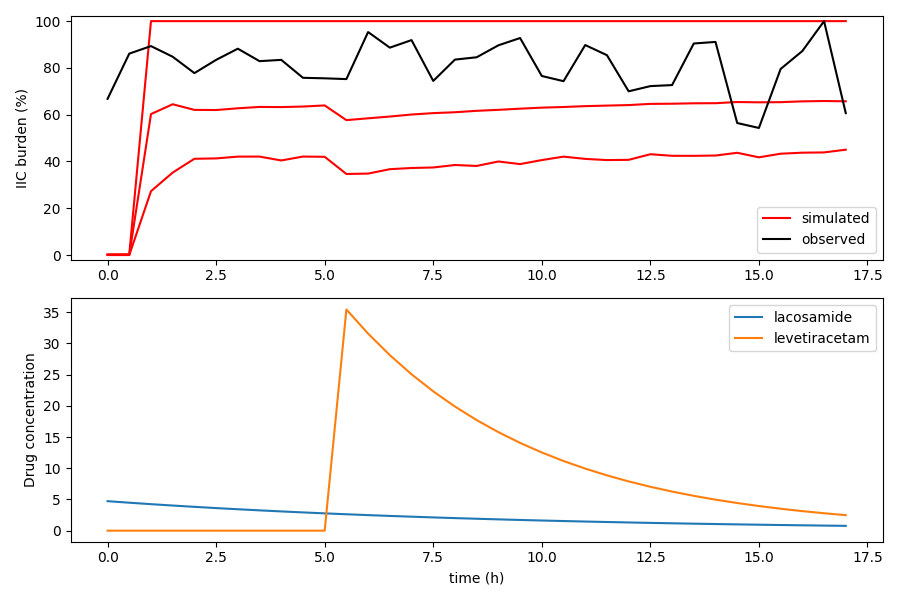 100
80
60
40
20
0
IIC burden (%)
simulated
observed
0.0 2.5 5.0 7.5 10.0 12.5 15.0 17.5
35
30
25
20
15
10
5
0
Drug concentration
lacosamide
levetiracetam
0.0 2.5 5.0 7.5 10.0 12.5 15.0 17.5
time (h)